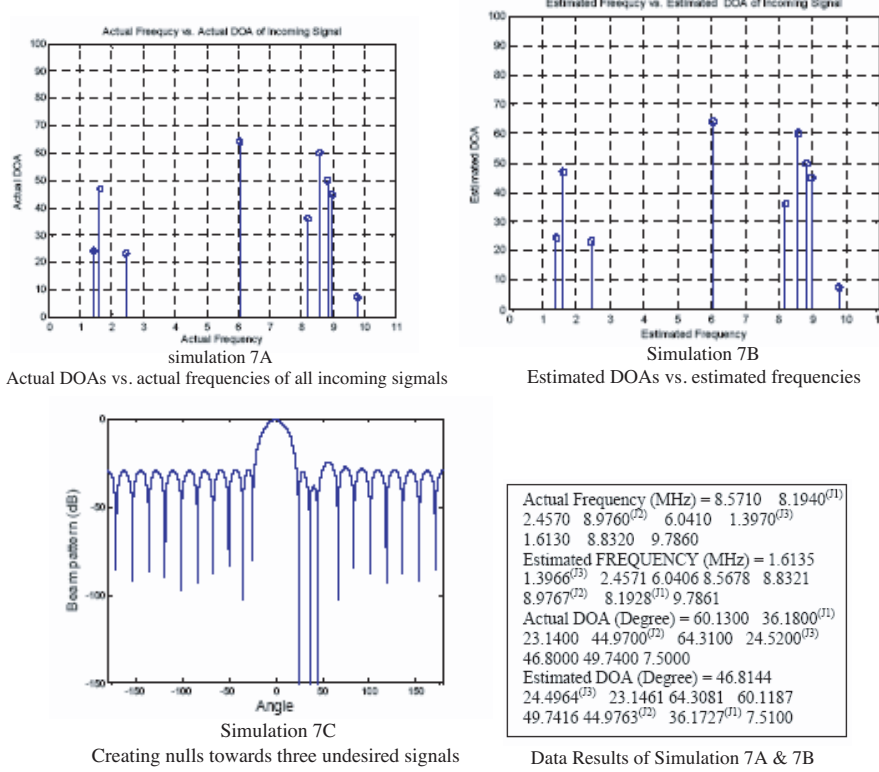 Actual Freequcy vs. Actual DOA of Incoming Signal
100
90
80
70
60
50
40
30
20
10
0
Actual DOA
0 1 2 3 4 5 6 7 8 9 10 11
Actual Frequency
simulation 7A
Actual DOAs vs. actual frequencies of all incoming sigmals
Estimated Frequcy vs. Estimated DOA of Incoming Signal
100
90
80
70
60
50
40
30
20
10
0
Estimated DOA
0 1 2 3 4 5 6 7 8 9 10 11
Estimated Frequency
Simulation 7B
Estimated DOAs vs. estimated frequencies
0
-50
-100
-150
Beam pattern (dB)
-150 -100 -50 0 50 100 150
Angle
Simulation 7C
Creating nulls towards three undesired signals
Actual Frequency (MHz) = 8.5710 8.1940(J1)
2.4570 8.9760(J2) 6.0410 1.3970(J3)
1.6130 8.8320 9.7860
Estimated FREQUENCY (MHz) = 1.6135
1.3966(J3) 2.4571 6.0406 8.5678 8.8321
8.9767(J2) 8.1928(J1) 9.7861
Actual DOA (Degree) = 60.1300 36.1800(J1)
23.1400 44.9700(J2) 64.3100 24.5200(J3)
46.8000 49.7400 7.5000
Estimated DOA (Degree) = 46.8144
24.4964(J3) 23.1461 64.3081 60.1187
49.7416 44.9763(J2) 36.1727(J1) 7.5100
Data Results of Simulation 7A & 7B